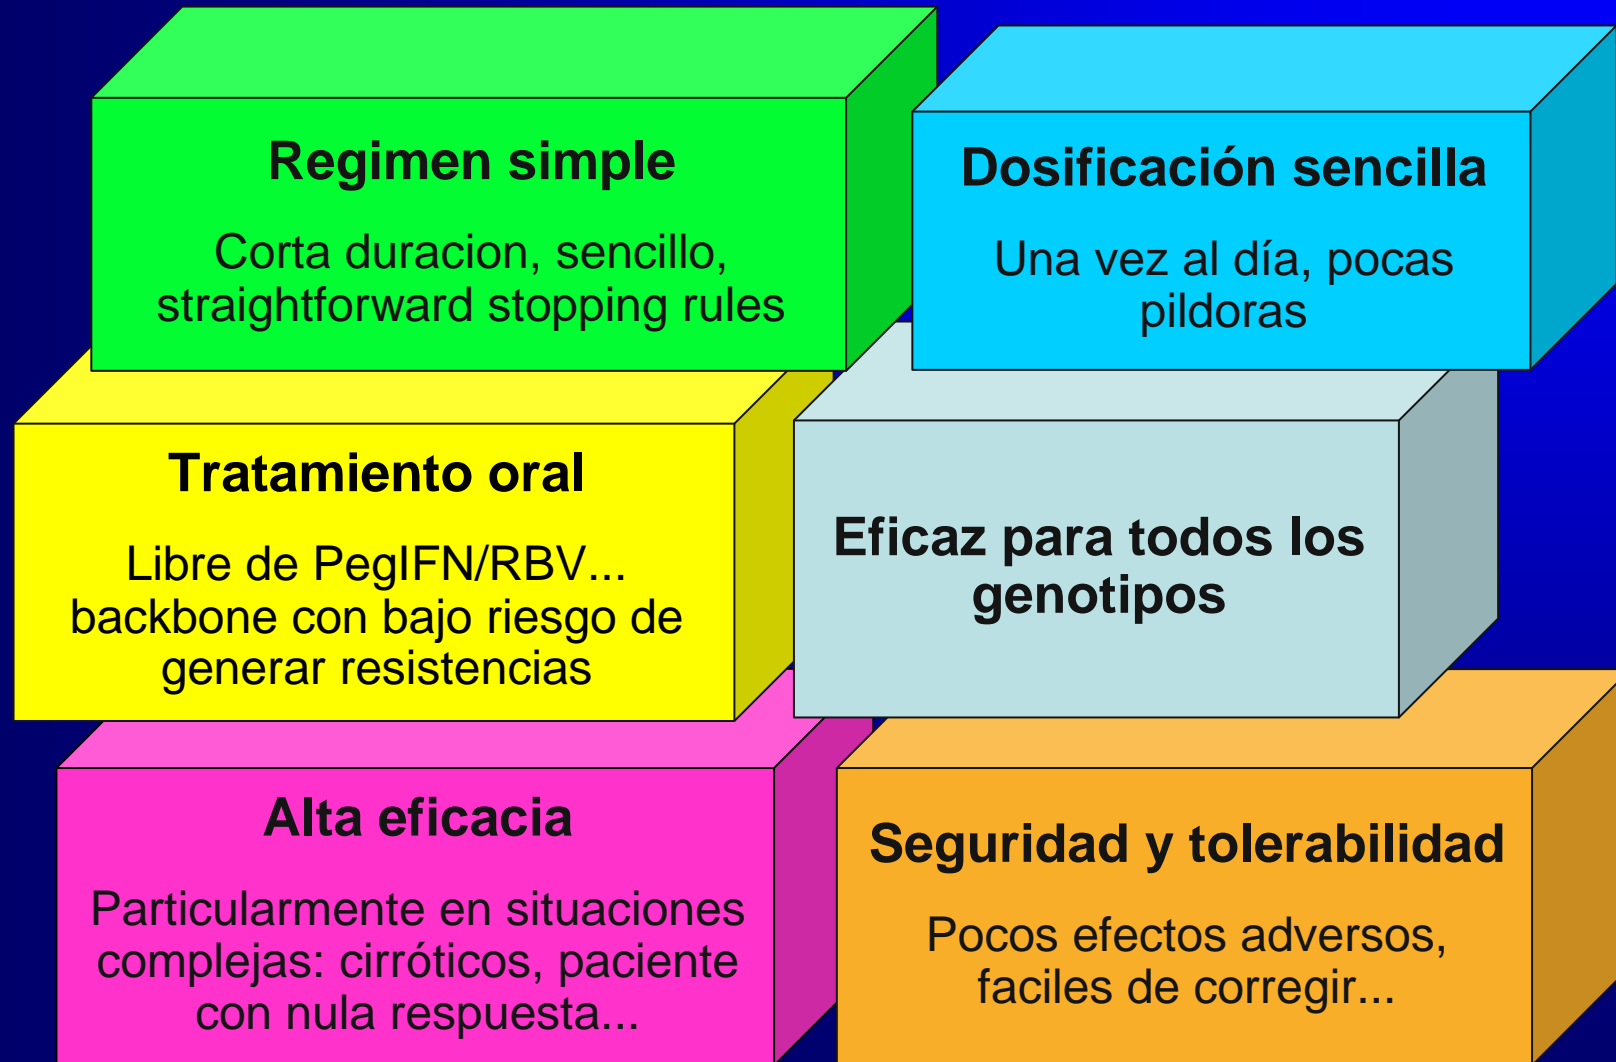 Regimen simple
Corta duracion, sencillo,
straightforward stopping rules
Dosificación sencilla
Una vez al día, pocas
pildoras
Tratamiento oral
Libre de PegIFN/RBV...
backbone con bajo riesgo de
generar resistencias
Eficaz para todos los
genotipos
Alta eficacia
Particularmente en situaciones
complejas: cirróticos, paciente
con nula respuesta...
Seguridad y tolerabilidad
Pocos efectos adversos,
faciles de corregir...